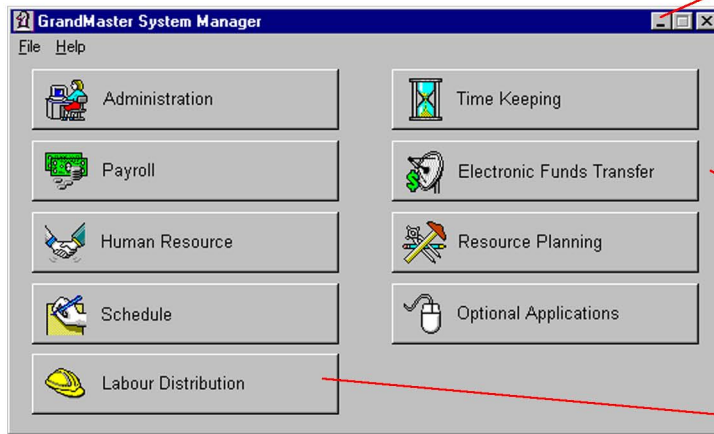 GrandMaster System Manager
File Help
Administration
Payroll
Human Resource
Schedule
Labour Distribution
Time Keeping
Electronic Funds Transfer
Resource Planning
Optional Applications